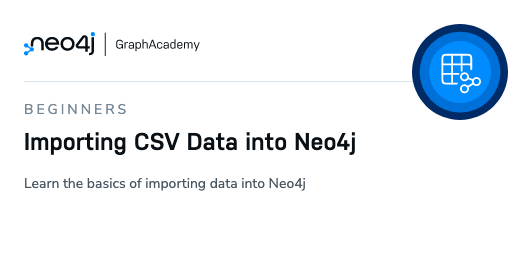 neo4j GraphAcademy
BEGINNERS
Importing CSV Data into Neo4j
Learn the basics of importing data into Neo4j